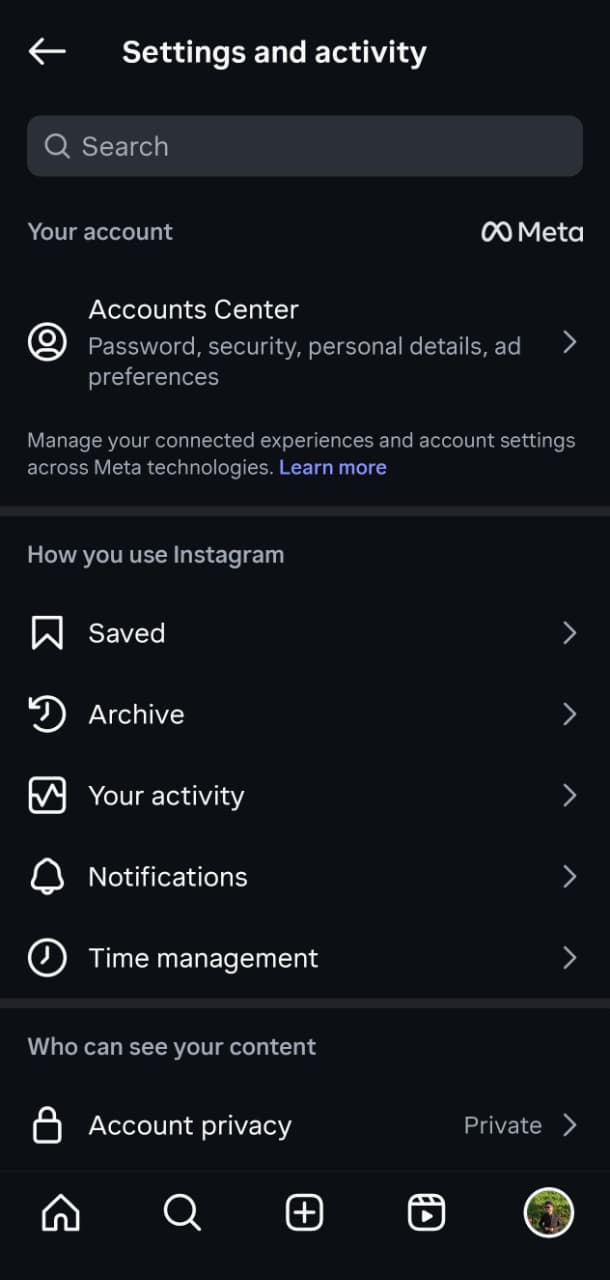 Settings and activity
Search
Your account
Meta
Accounts Center
Password, security, personal details, ad
preferences
Manage your connected experiences and account settings
across Meta technologies. Learn more
How you use Instagram
Saved
Archive
Your activity
Notifications
Time management
Who can see your content
Account privacy
Private